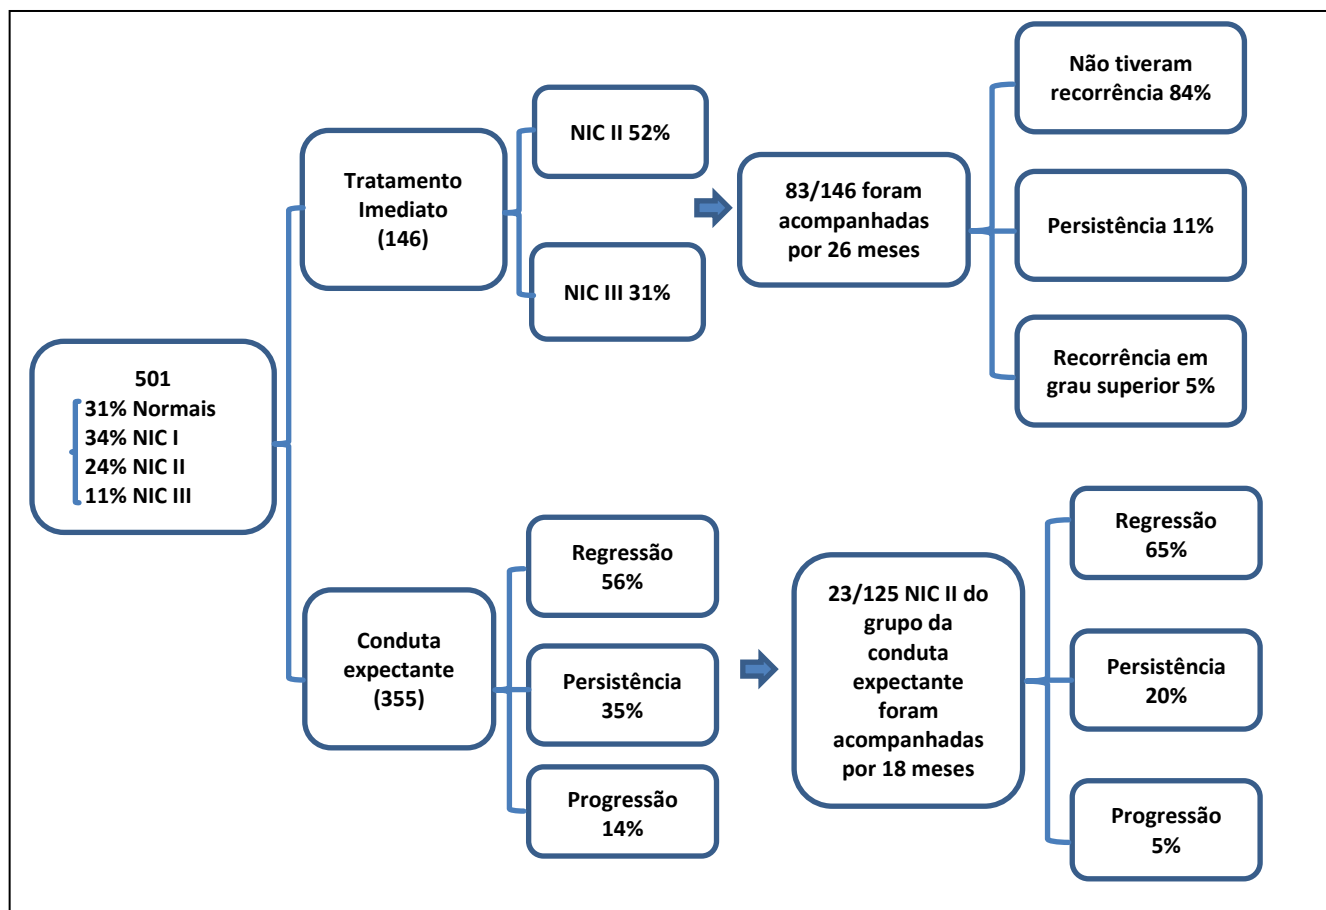 501
31% Normais
34% NIC I
24% NIC II
11% NIC III
Tratamento
Imediato
(146)
NIC II 52%
NIC III 31%
83/146 foram
acompanhadas
por 26 meses
Não tiveram
recorrência 84%
Persistência 11%
Recorrência em
grau superior 5%
Conduta
expectante
(355)
Regressão
56%
Persistência
35%
Progressão
14%
23/125 NIC II do
grupo da
conduta
expectante
foram
acompanhadas
por 18 meses
Regressão
65%
Persistência
20%
Progressão
5%